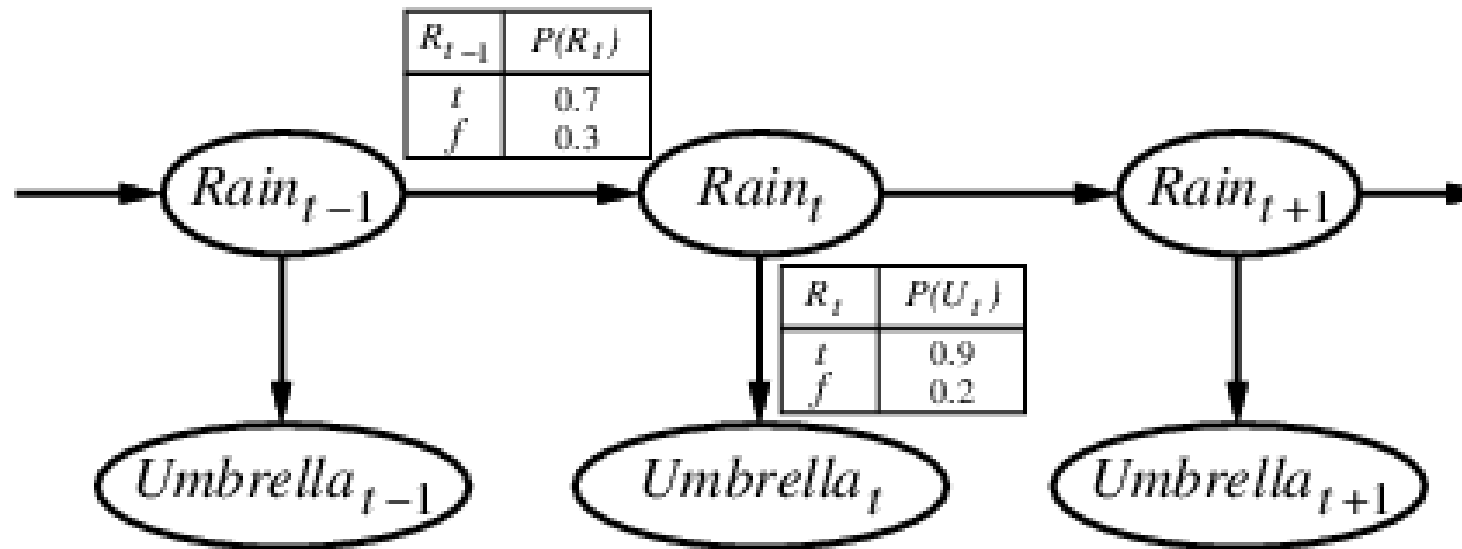 R_{t-1} P(R_t)
t 0.7
f 0.3
Rain_{t-1} Rain_t Rain_{t+1}
R_t P(U_t)
t 0.9
f 0.2
Umbrella_{t-1} Umbrella_t Umbrella_{t+1}